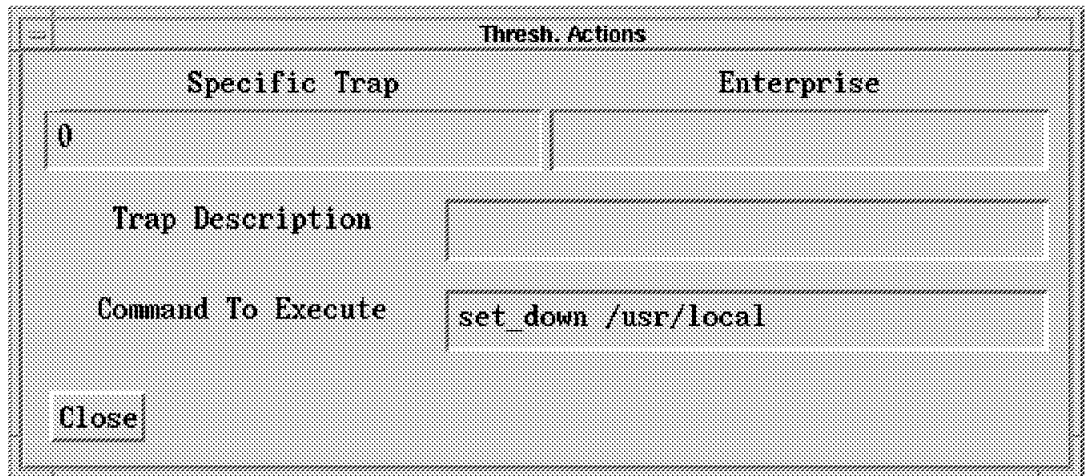 Thresh. Actions
Specific Trap Enterprise
0
Trap Description
Command To Execute set_down /usr/local
Close